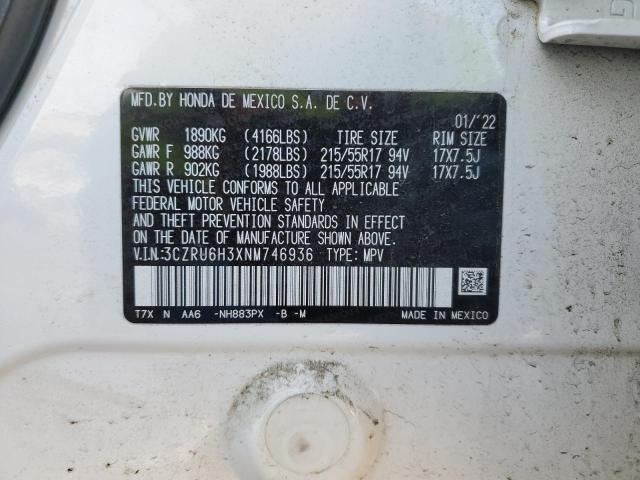 MFD.BY HONDA DE MEXICO S.A. DE C.V.
01/'22
GVWR 1890KG (4166LBS) TIRE SIZE RIM SIZE
GAWR F 988KG (2178LBS) 215/55R17 94V 17X7.5J
GAWR R 902KG (1988LBS) 215/55R17 94V 17X7.5J
THIS VEHICLE CONFORMS TO ALL APPLICABLE
FEDERAL MOTOR VEHICLE SAFETY
AND THEFT PREVENTION STANDARDS IN EFFECT
ON THE DATE OF MANUFACTURE SHOWN ABOVE.
V.I.N.:3CZRU6H3XNM746936 TYPE: MPV
T7X N AA6 -NH883PX -B -M MADE IN MEXICO